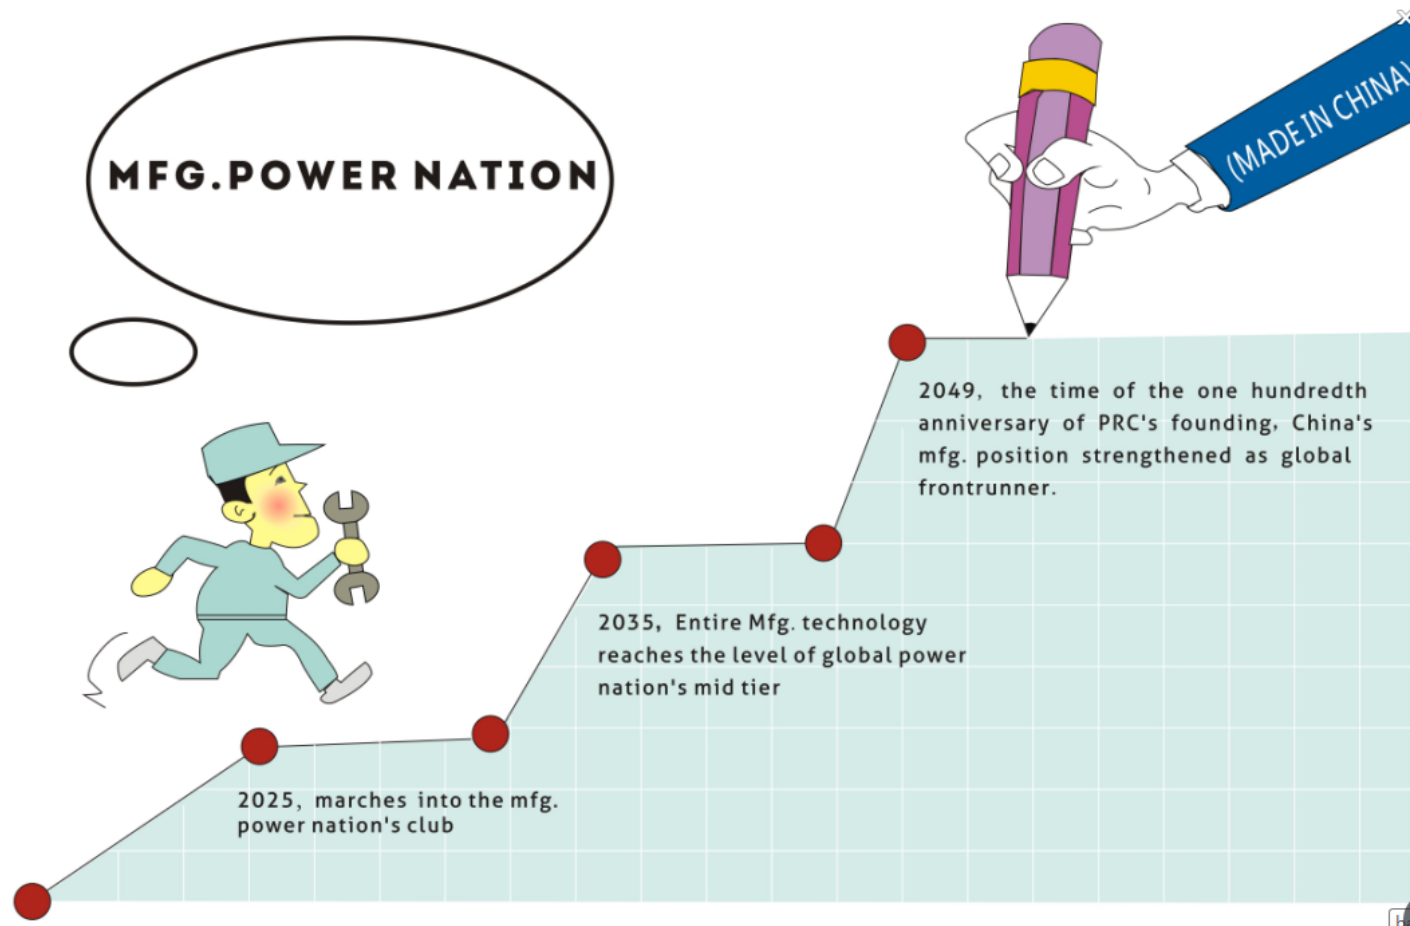 MFG.POWER NATION
(MADE IN CHINA)
2049, the time of the one hundredth
anniversary of PRC's founding, China's
mfg. position strengthened as global
frontrunner.
2035, Entire Mfg. technology
reaches the level of global power
nation's mid tier
2025, marches into the mfg.
power nation's club